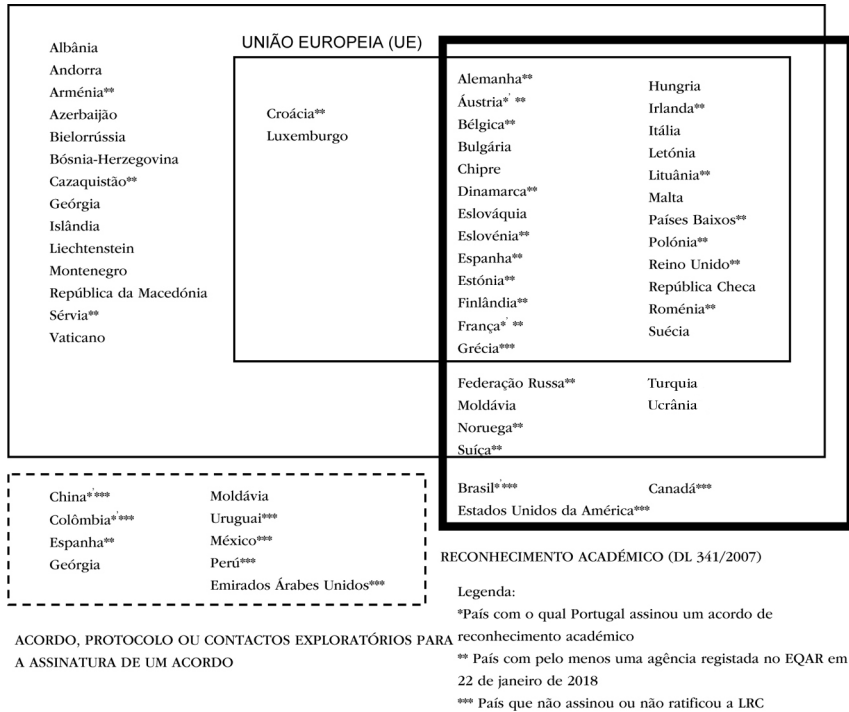 UNIÃO EUROPEIA (UE)
Albânia
Andorra
Arménia**
Azerbaijão
Bielorrússia
Bósnia-Herzegovina
Cazaquistão**
Geórgia
Islândia
Liechtenstein
Montenegro
República da Macedónia
Sérvia**
Vaticano
Croácia**
Luxemburgo
Alemanha**
Áustria*' **
Bélgica**
Bulgária
Chipre
Dinamarca**
Eslováquia
Eslovénia**
Espanha**
Estónia**
Finlândia**
França*' **
Grécia***
Hungria
Irlanda**
Itália
Letónia
Lituânia**
Malta
Países Baixos**
Polónia**
Reino Unido**
República Checa
Roménia**
Suécia
Federação Russa**
Moldávia
Noruega**
Suíça**
Turquia
Ucrânia
Brasil*'***
Canadá***
Estados Unidos da América***
China*'***
Colômbia*'***
Espanha**
Geórgia
Moldávia
Uruguai***
México***
Perú***
Emirados Árabes Unidos***
RECONHECIMENTO ACADÉMICO (DL 341/2007)
ACORDO, PROTOCOLO OU CONTACTOS EXPLORATÓRIOS PARA
A ASSINATURA DE UM ACORDO
Legenda:
*País com o qual Portugal assinou um acordo de
reconhecimento académico
** País com pelo menos uma agência registada no EQAR em
22 de janeiro de 2018
*** País que não assinou ou não ratificou a LRC